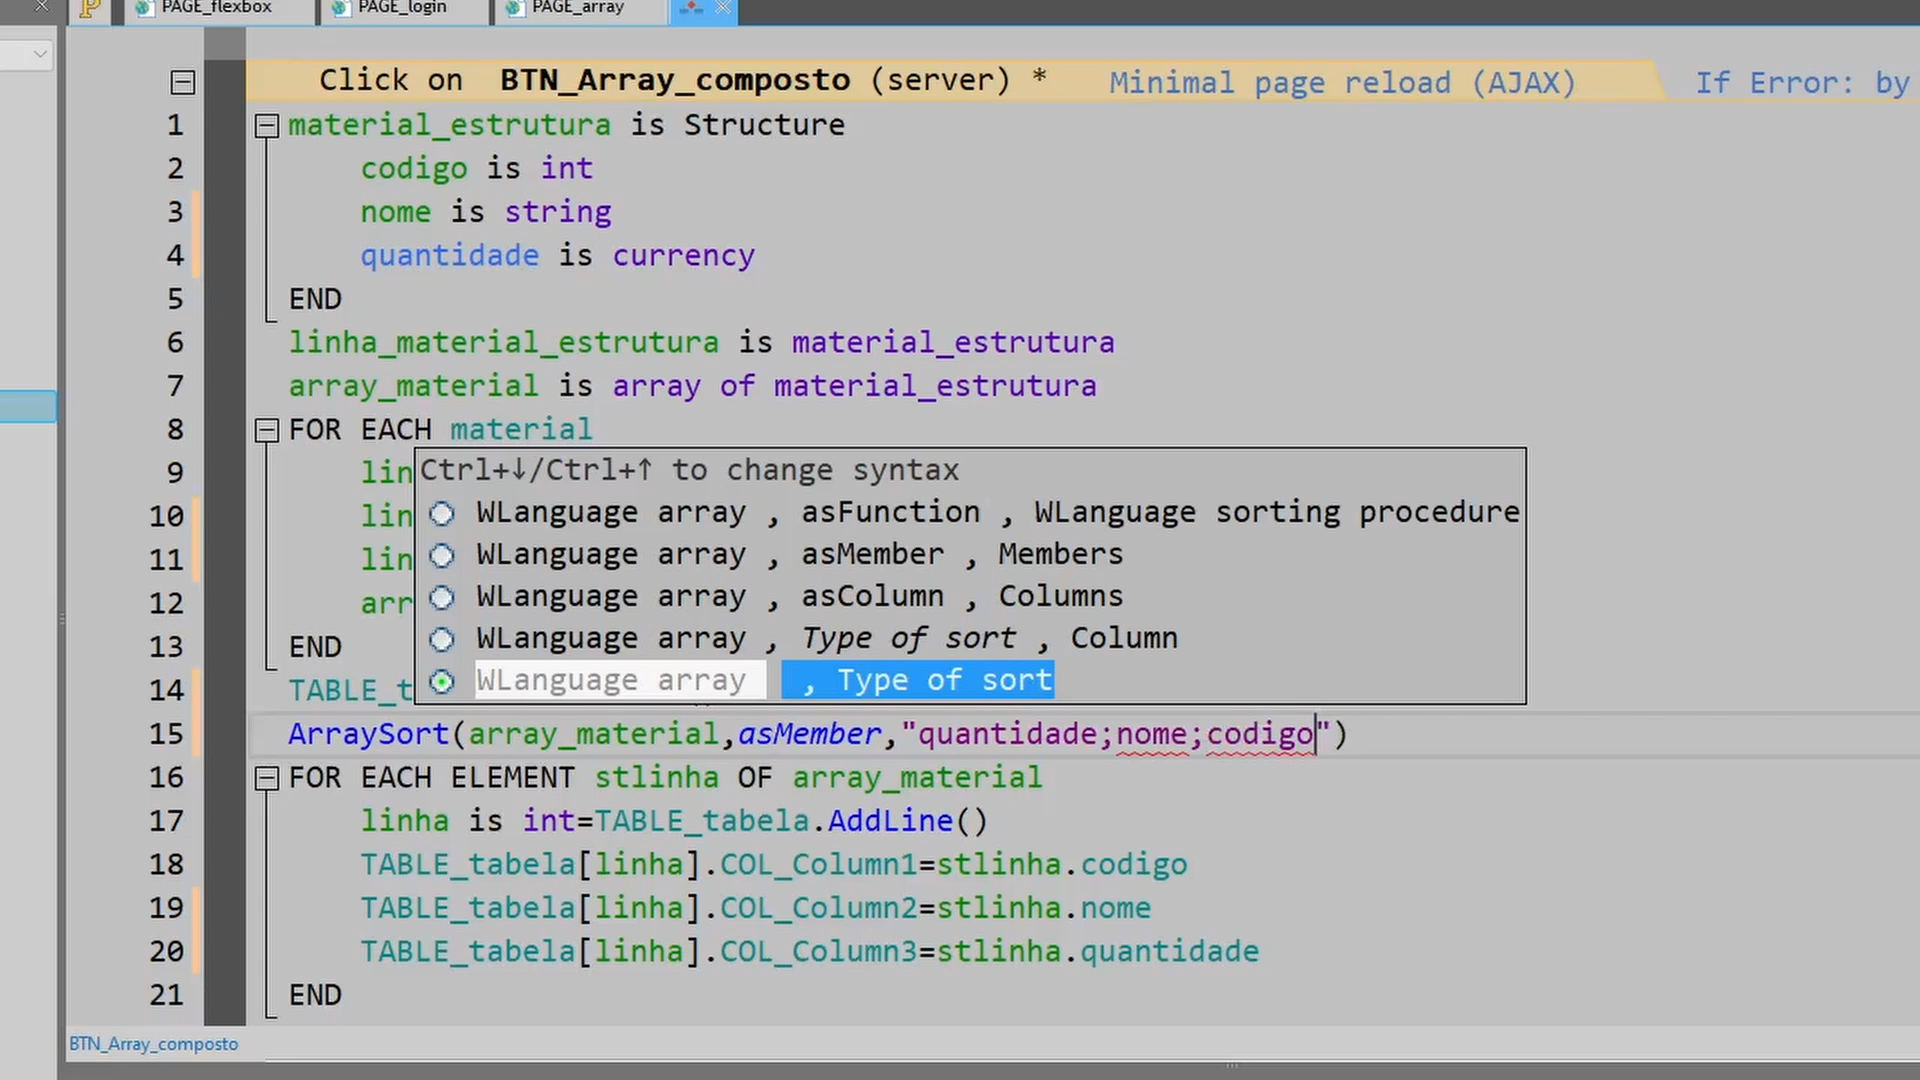 PAGE_flexbox PAGE_login PAGE_array
Click on BTN_Array_composto (server) * Minimal page reload (AJAX) If Error: by
1 material_estrutura is Structure
2 codigo is int
3 nome is string
4 quantidade is currency
5 END
6 linha_material_estrutura is material_estrutura
7 array_material is array of material_estrutura
8 FOR EACH material
9 lin
Ctrl+↓/Ctrl+↑ to change syntax
10 lin
WLanguage array , asFunction , WLanguage sorting procedure
11 lin
WLanguage array , asMember , Members
12 arr
WLanguage array , asColumn , Columns
13 END
WLanguage array , Type of sort , Column
14 TABLE_t
WLanguage array , Type of sort
15 ArraySort(array_material,asMember,"quantidade;nome;codigo")
16 FOR EACH ELEMENT stlinha OF array_material
17 linha is int=TABLE_tabela.AddLine()
18 TABLE_tabela[linha].COL_Column1=stlinha.codigo
19 TABLE_tabela[linha].COL_Column2=stlinha.nome
20 TABLE_tabela[linha].COL_Column3=stlinha.quantidade
21 END
BTN_Array_composto